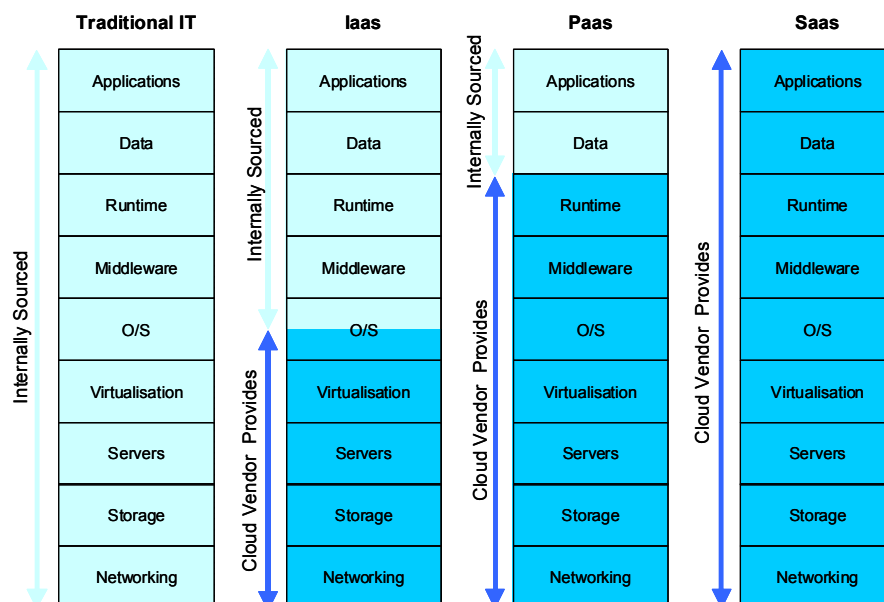 Traditional IT
Iaas
Paas
Saas
Internally Sourced
Applications
Data
Runtime
Middleware
O/S
Virtualisation
Servers
Storage
Networking
Internally Sourced
Cloud Vendor Provides
Applications
Data
Runtime
Middleware
O/S
Virtualisation
Servers
Storage
Networking
Internally Sourced
Cloud Vendor Provides
Applications
Data
Runtime
Middleware
O/S
Virtualisation
Servers
Storage
Networking
Cloud Vendor Provides
Applications
Data
Runtime
Middleware
O/S
Virtualisation
Servers
Storage
Networking